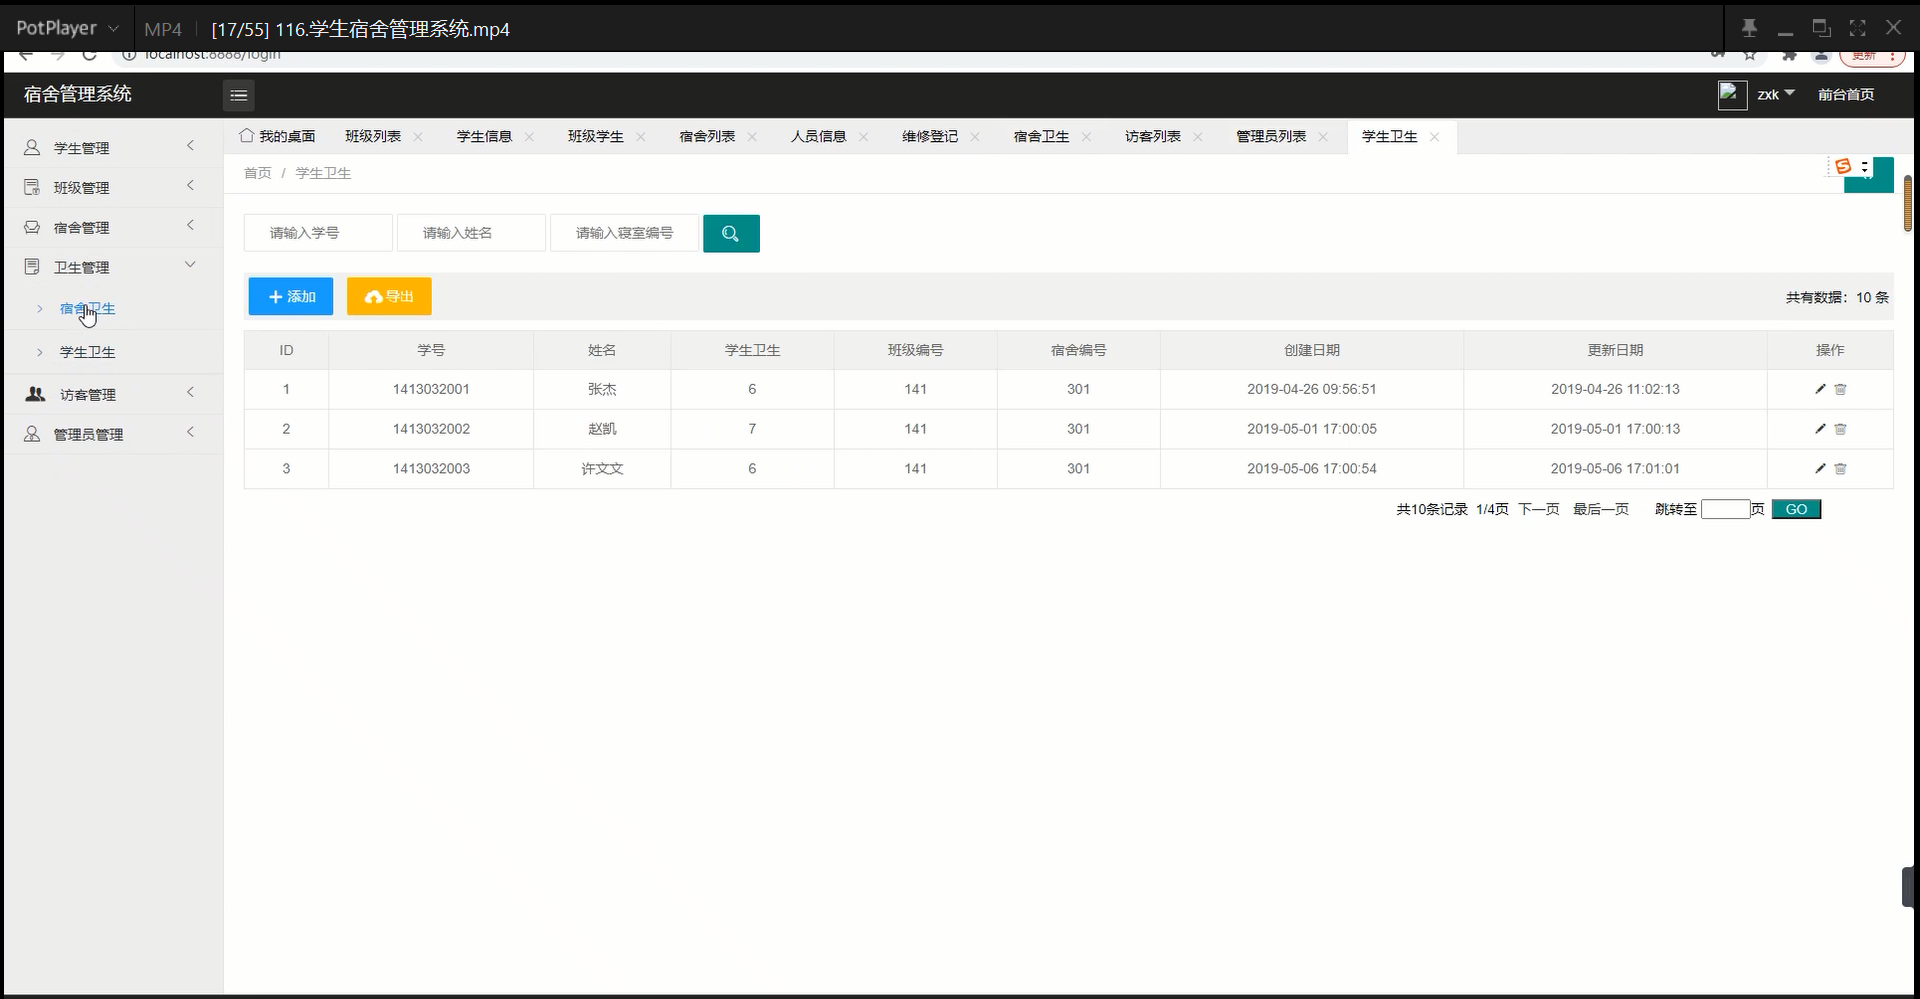 PotPlayer MP4 [17/55] 116.学生宿舍管理系统.mp4
localhost:8888/login 更新
宿舍管理系统 zxk 前台首页
我的桌面 班级列表 学生信息 班级学生 宿舍列表 人员信息 维修登记 宿舍卫生 访客列表 管理员列表 学生卫生
首页 / 学生卫生
学生管理
班级管理
宿舍管理
卫生管理
宿舍卫生
学生卫生
访客管理
管理员管理
请输入学号 请输入姓名 请输入寝室编号
添加 导出 共有数据：10 条
ID 学号 姓名 学生卫生 班级编号 宿舍编号 创建日期 更新日期 操作
1 1413032001 张杰 6 141 301 2019-04-26 09:56:51 2019-04-26 11:02:13
2 1413032002 赵凯 7 141 301 2019-05-01 17:00:05 2019-05-01 17:00:13
3 1413032003 许文文 6 141 301 2019-05-06 17:00:54 2019-05-06 17:01:01
共10条记录 1/4页 下一页 最后一页 跳转至 页 GO